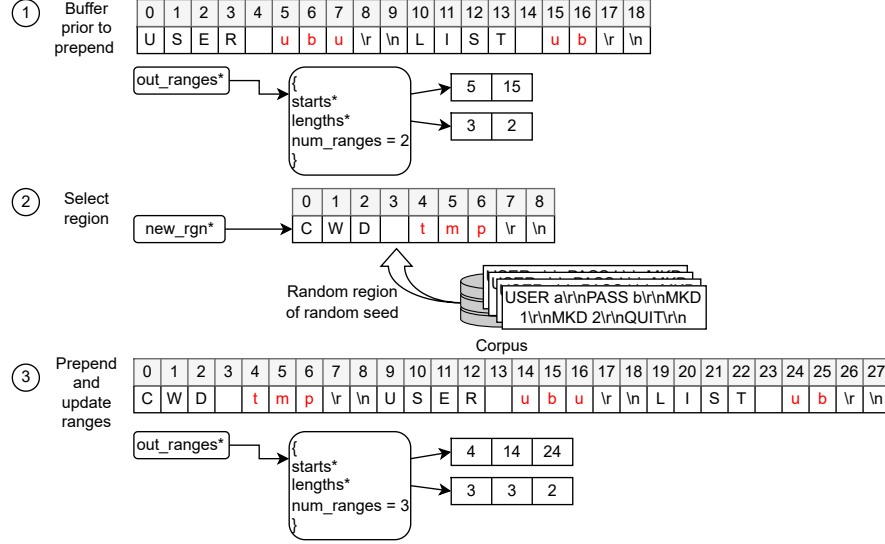 1
Buffer
prior to
prepend
0 1 2 3 4 5 6 7 8 9 10 11 12 13 14 15 16 17 18
U S E R u b u \r \n L I S T u b \r \n
out_ranges*
{
starts*
lengths*
num_ranges = 2
}
5 15
3 2
2
Select
region
new_rgn*
0 1 2 3 4 5 6 7 8
C W D t m p \r \n
Random region
of random seed
USER a\r\nPASS b\r\nMKD
1\r\nMKD 2\r\nQUIT\r\n
Corpus
3
Prepend
and
update
ranges
0 1 2 3 4 5 6 7 8 9 10 11 12 13 14 15 16 17 18 19 20 21 22 23 24 25 26 27
C W D t m p \r \n U S E R u b u \r \n L I S T u b \r \n
out_ranges*
{
starts*
lengths*
num_ranges = 3
}
4 14 24
3 3 2